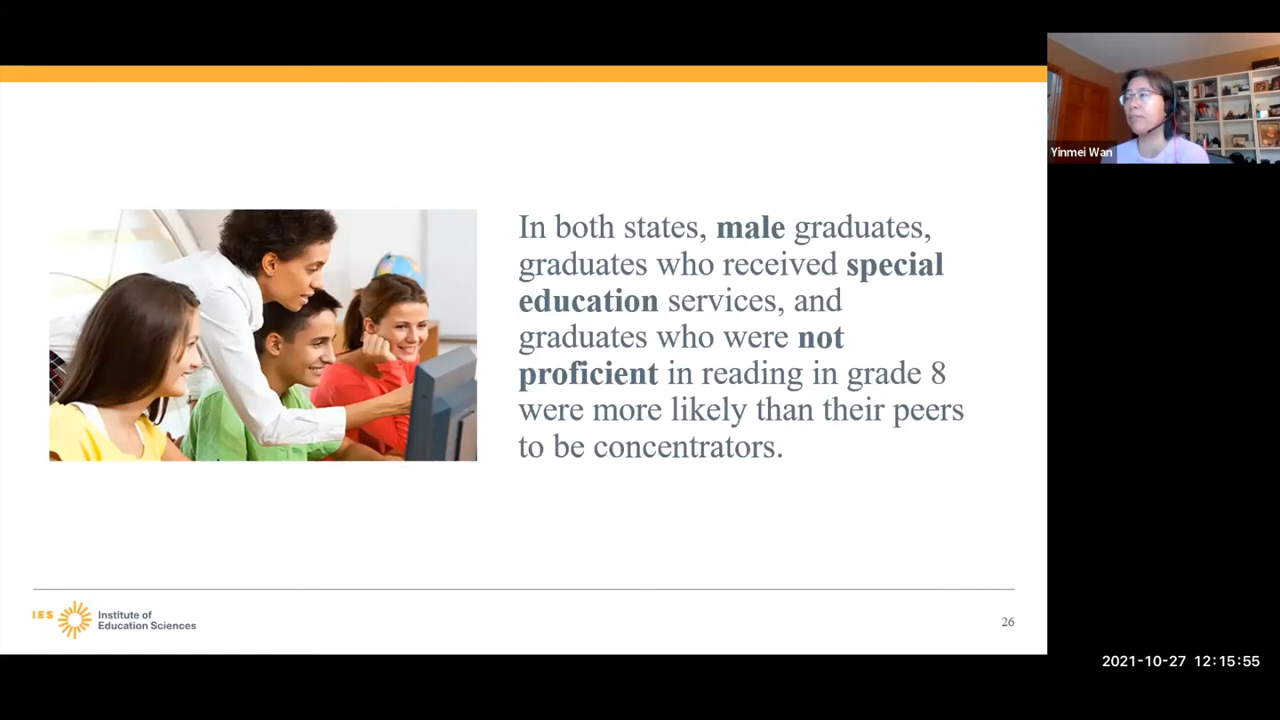 Yinmei Wan
In both states, male graduates,
graduates who received special
education services, and
graduates who were not
proficient in reading in grade 8
were more likely than their peers
to be concentrators.
IES
Institute of
Education Sciences
26
2021-10-27 12:15:55